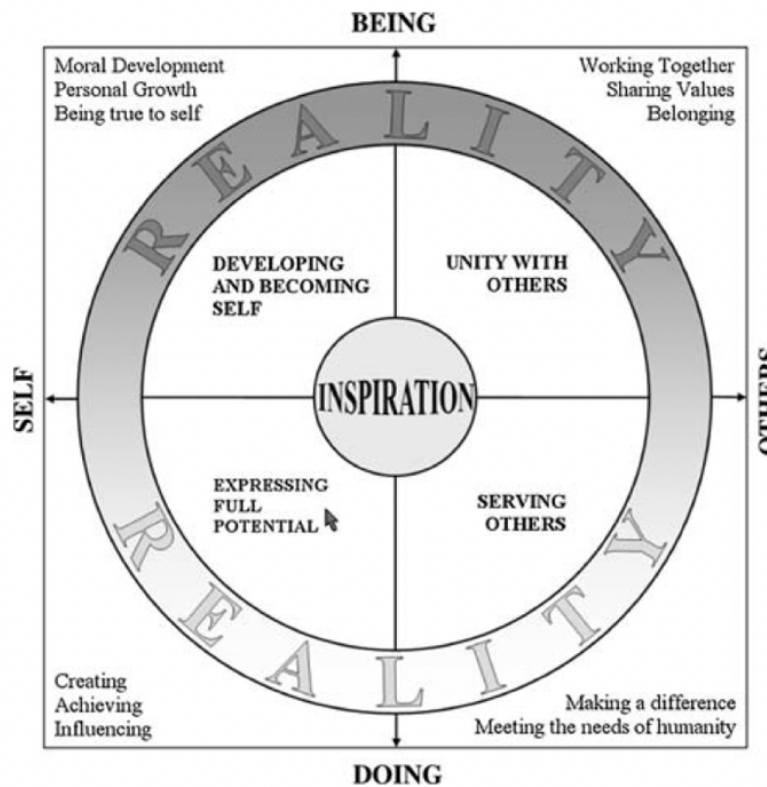 BEING
Moral Development
Personal Growth
Being true to self
Working Together
Sharing Values
Belonging
REALITY
DEVELOPING
AND BECOMING
SELF
UNITY WITH
OTHERS
SELF
INSPIRATION
OTHERS
EXPRESSING
FULL
POTENTIAL
SERVING
OTHERS
REALITY
Creating
Achieving
Influencing
Making a difference
Meeting the needs of humanity
DOING